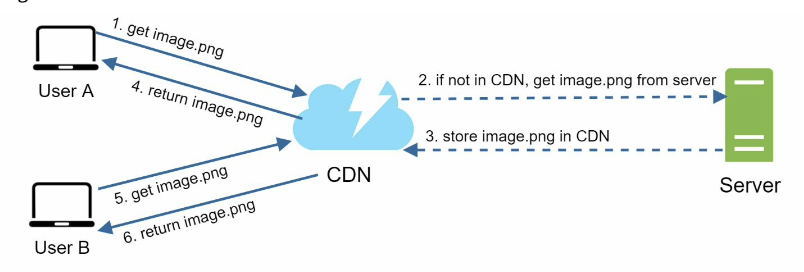 1. get image.png
2. if not in CDN, get image.png from server
User A
4. return image.png
3. store image.png in CDN
CDN
5. get image.png
Server
6. return image.png
User B